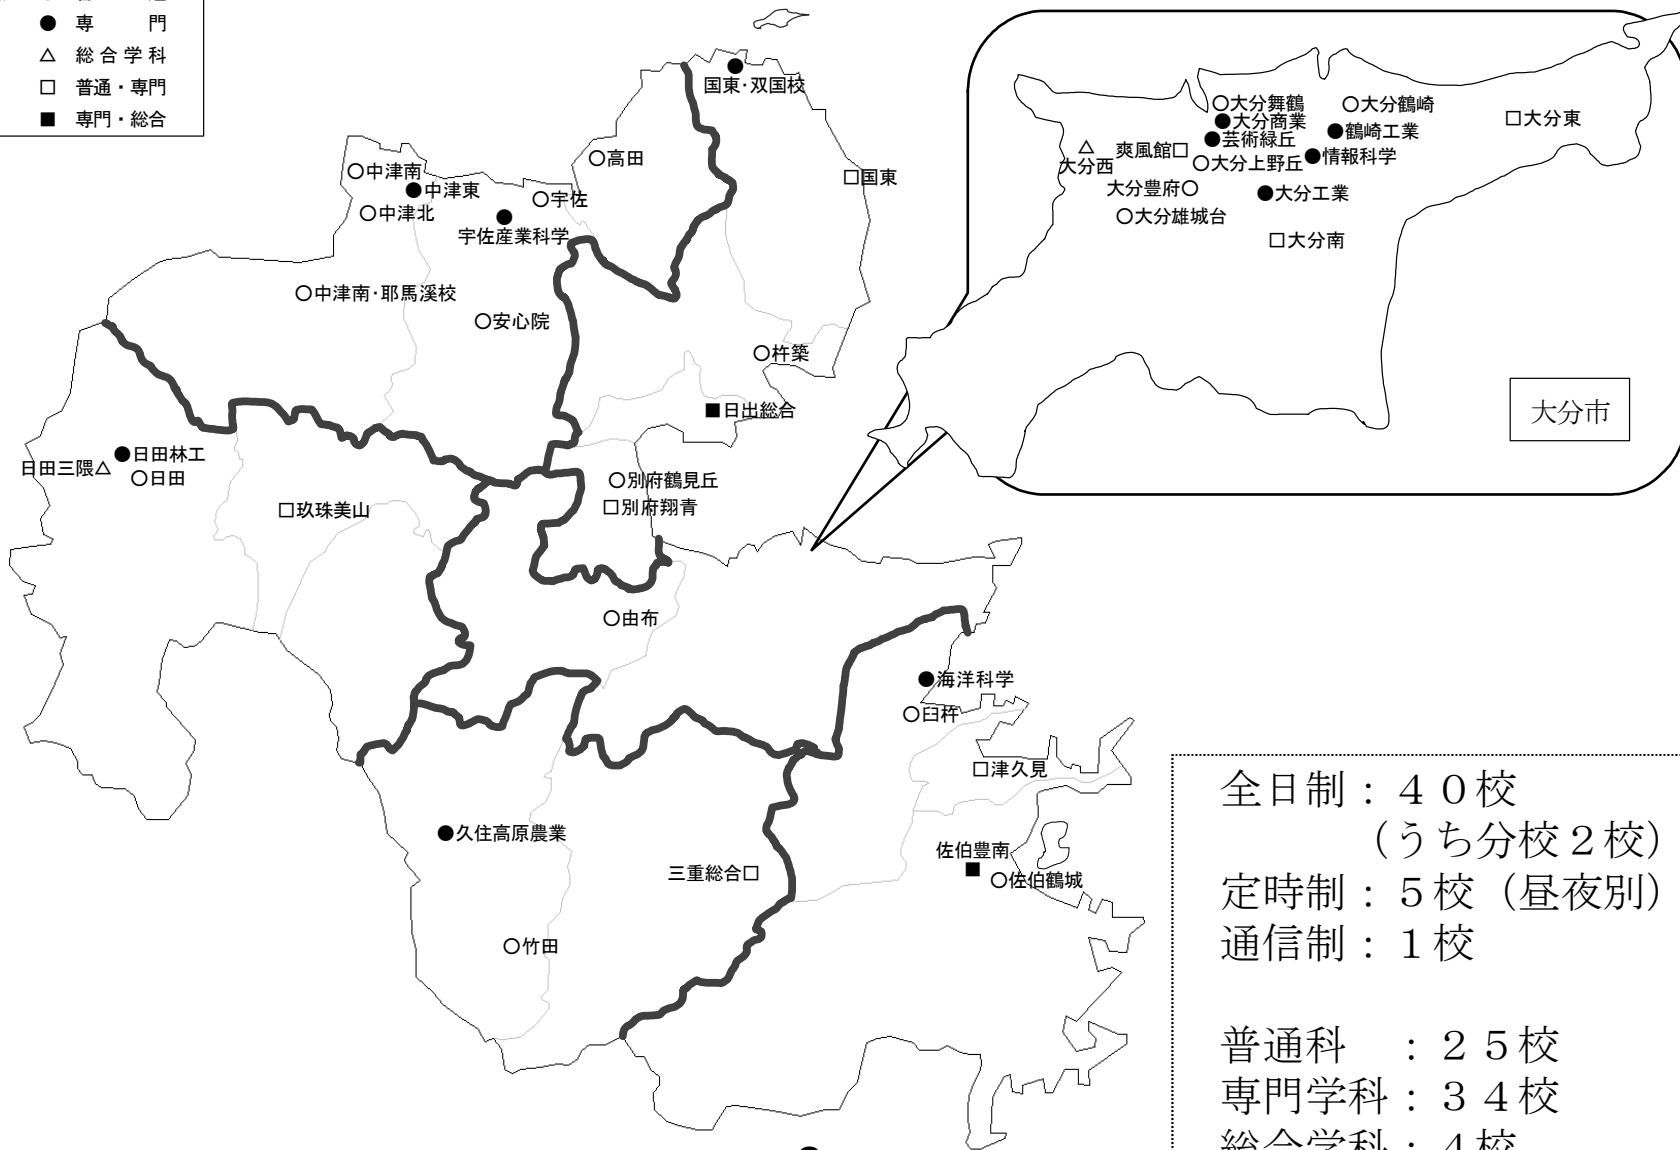 ● 専　　門
△ 総合学科
□ 普通・専門
■ 専門・総合
●
国東・双国校
○高田
□国東
○中津南
●中津東
○中津北
○宇佐
●
宇佐産業科学
○中津南・耶馬溪校
○安心院
○杵築
■日出総合
●日田林工
日田三隈△
○日田
□玖珠美山
○別府鶴見丘
□別府翔青
○由布
●海洋科学
○臼杵
□津久見
●久住高原農業
三重総合□
佐伯豊南
■
○佐伯鶴城
○竹田
○大分舞鶴
●大分商業
●芸術緑丘
○大分鶴崎
●鶴崎工業
●情報科学
□大分東
△
大分西
爽風館□
○大分上野丘
大分豊府○
●大分工業
○大分雄城台
□大分南
大分市
全日制：４０校
（うち分校２校）
定時制：５校（昼夜別）
通信制：１校
普通科　：２５校
専門学科：３４校
総合学科：４校